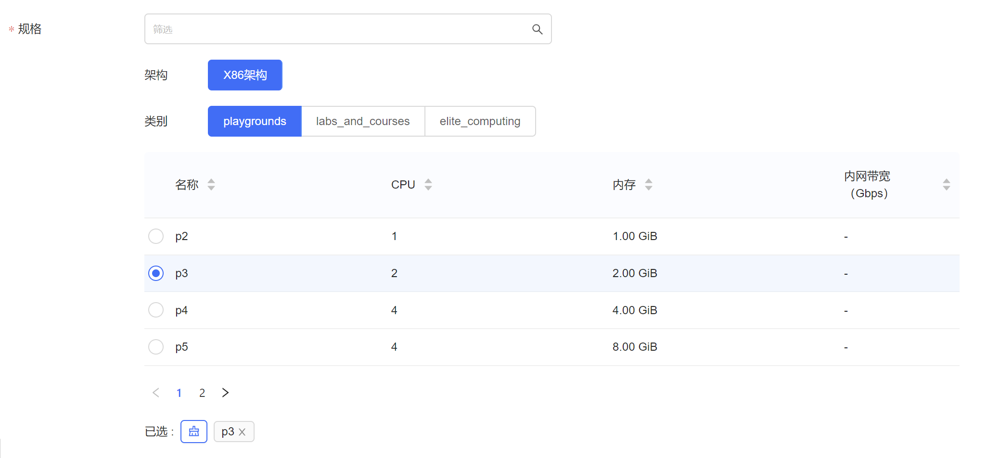 * 规格
筛选
架构 X86架构
类别 playgrounds labs_and_courses elite_computing
名称 CPU 内存 内网带宽
（Gbps）
p2 1 1.00 GiB -
p3 2 2.00 GiB -
p4 4 4.00 GiB -
p5 4 8.00 GiB -
1 2
已选 : p3